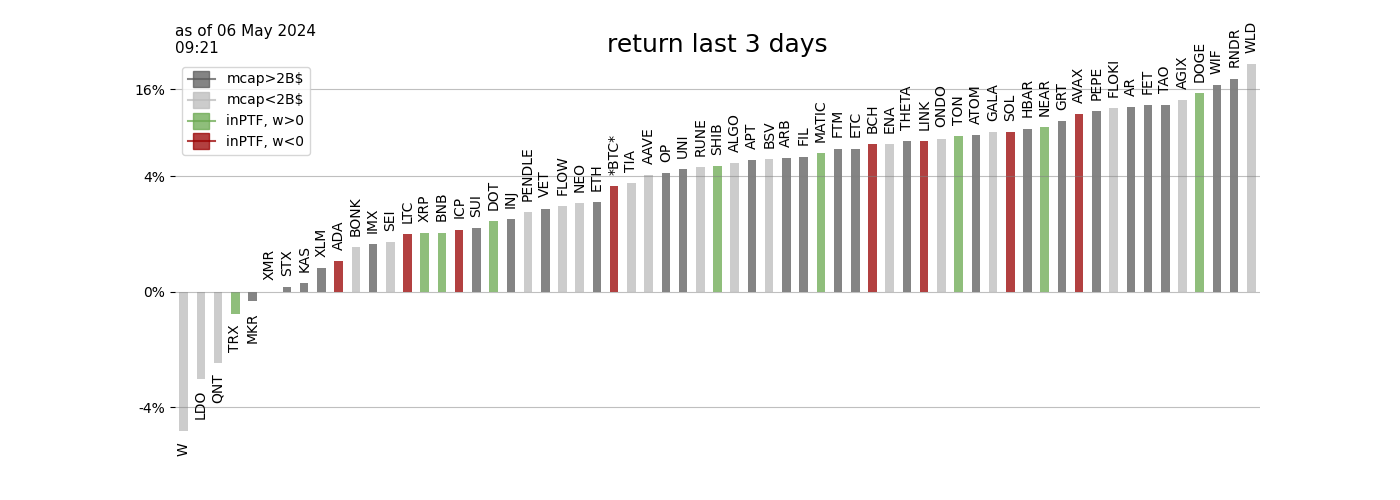 as of 06 May 2024
09:21
return last 3 days
mcap>2B$
mcap<2B$
inPTF, w>0
inPTF, w<0
16%
4%
0%
-4%
W
LDO
QNT
TRX
MKR
XMR
STX
KAS
XLM
ADA
BONK
IMX
SEI
LTC
XRP
BNB
ICP
SUI
DOT
INJ
PENDLE
VET
FLOW
NEO
ETH
*BTC*
TIA
AAVE
OP
UNI
RUNE
SHIB
ALGO
APT
BSV
ARB
FIL
MATIC
FTM
ETC
BCH
ENA
THETA
LINK
ONDO
TON
ATOM
GALA
SOL
HBAR
NEAR
GRT
AVAX
PEPE
FLOKI
AR
FET
TAO
AGIX
DOGE
WIF
RNDR
WLD